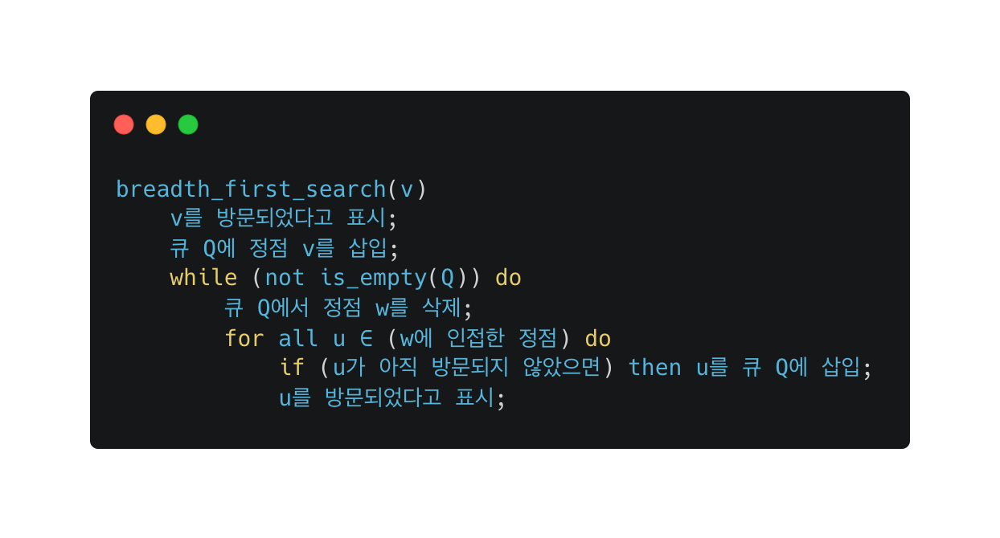 breadth_first_search(v)
v를 방문되었다고 표시;
큐 Q에 정점 v를 삽입;
while (not is_empty(Q)) do
큐 Q에서 정점 w를 삭제;
for all u ∈ (w에 인접한 정점) do
if (u가 아직 방문되지 않았으면) then u를 큐 Q에 삽입;
u를 방문되었다고 표시;